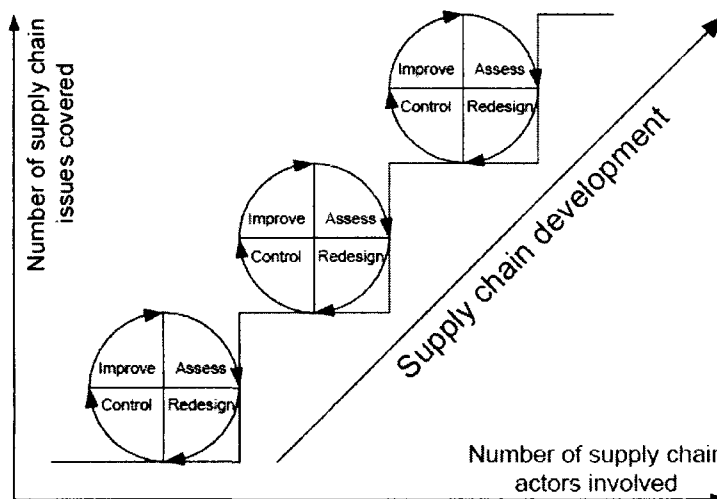 Number of supply chain
issues covered
Improve Assess
Control Redesign
Improve Assess
Control Redesign
Improve Assess
Control Redesign
Supply chain development
Number of supply chain
actors involved